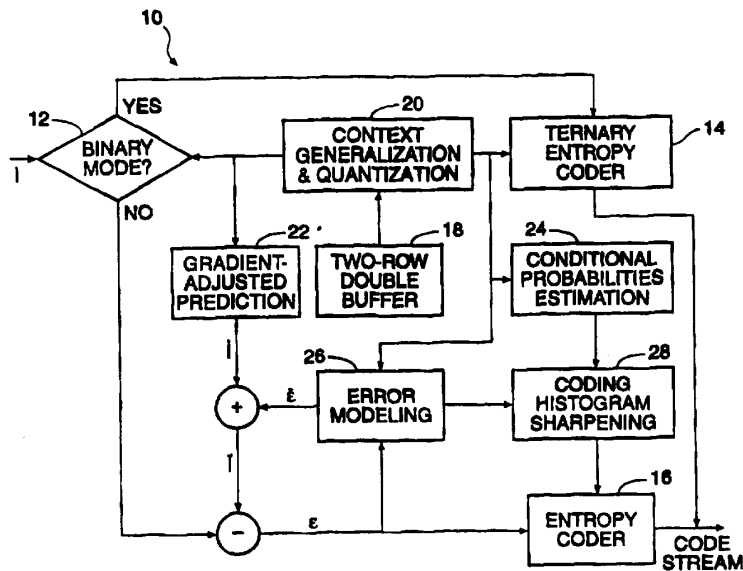 10
12
YES
BINARY
MODE?
I
NO
20
CONTEXT
GENERALIZATION
& QUANTIZATION
TERNARY
ENTROPY
CODER
14
22
GRADIENT-
ADJUSTED
PREDICTION
18
TWO-ROW
DOUBLE
BUFFER
24
CONDITIONAL
PROBABILITIES
ESTIMATION
26
ERROR
MODELING
28
CODING
HISTOGRAM
SHARPENING
+
−
ε
16
ENTROPY
CODER
CODE
STREAM